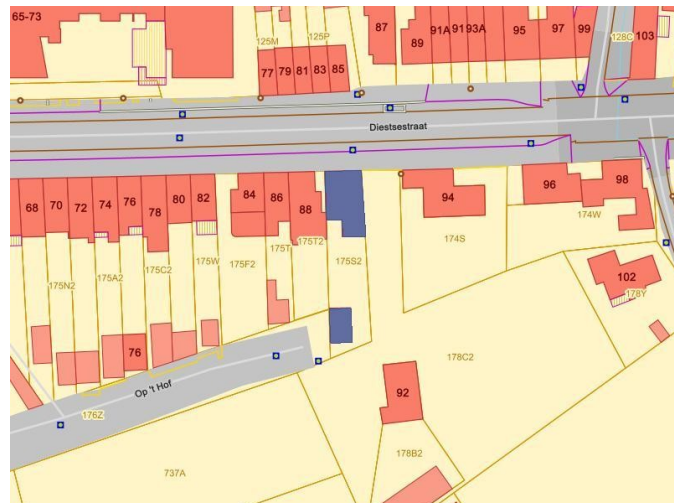 65-73
125M
125P
87
89
91A
91
93A
95
97
99
128C
103
77
79
81
83
85
Diestsestraat
68
70
72
74
76
78
80
82
84
86
88
94
96
98
174W
174S
175N2
175A2
175C2
175W
175F2
175T
175T2
175S2
102
178Y
76
178C2
Op 't Hof
92
176Z
178B2
737A